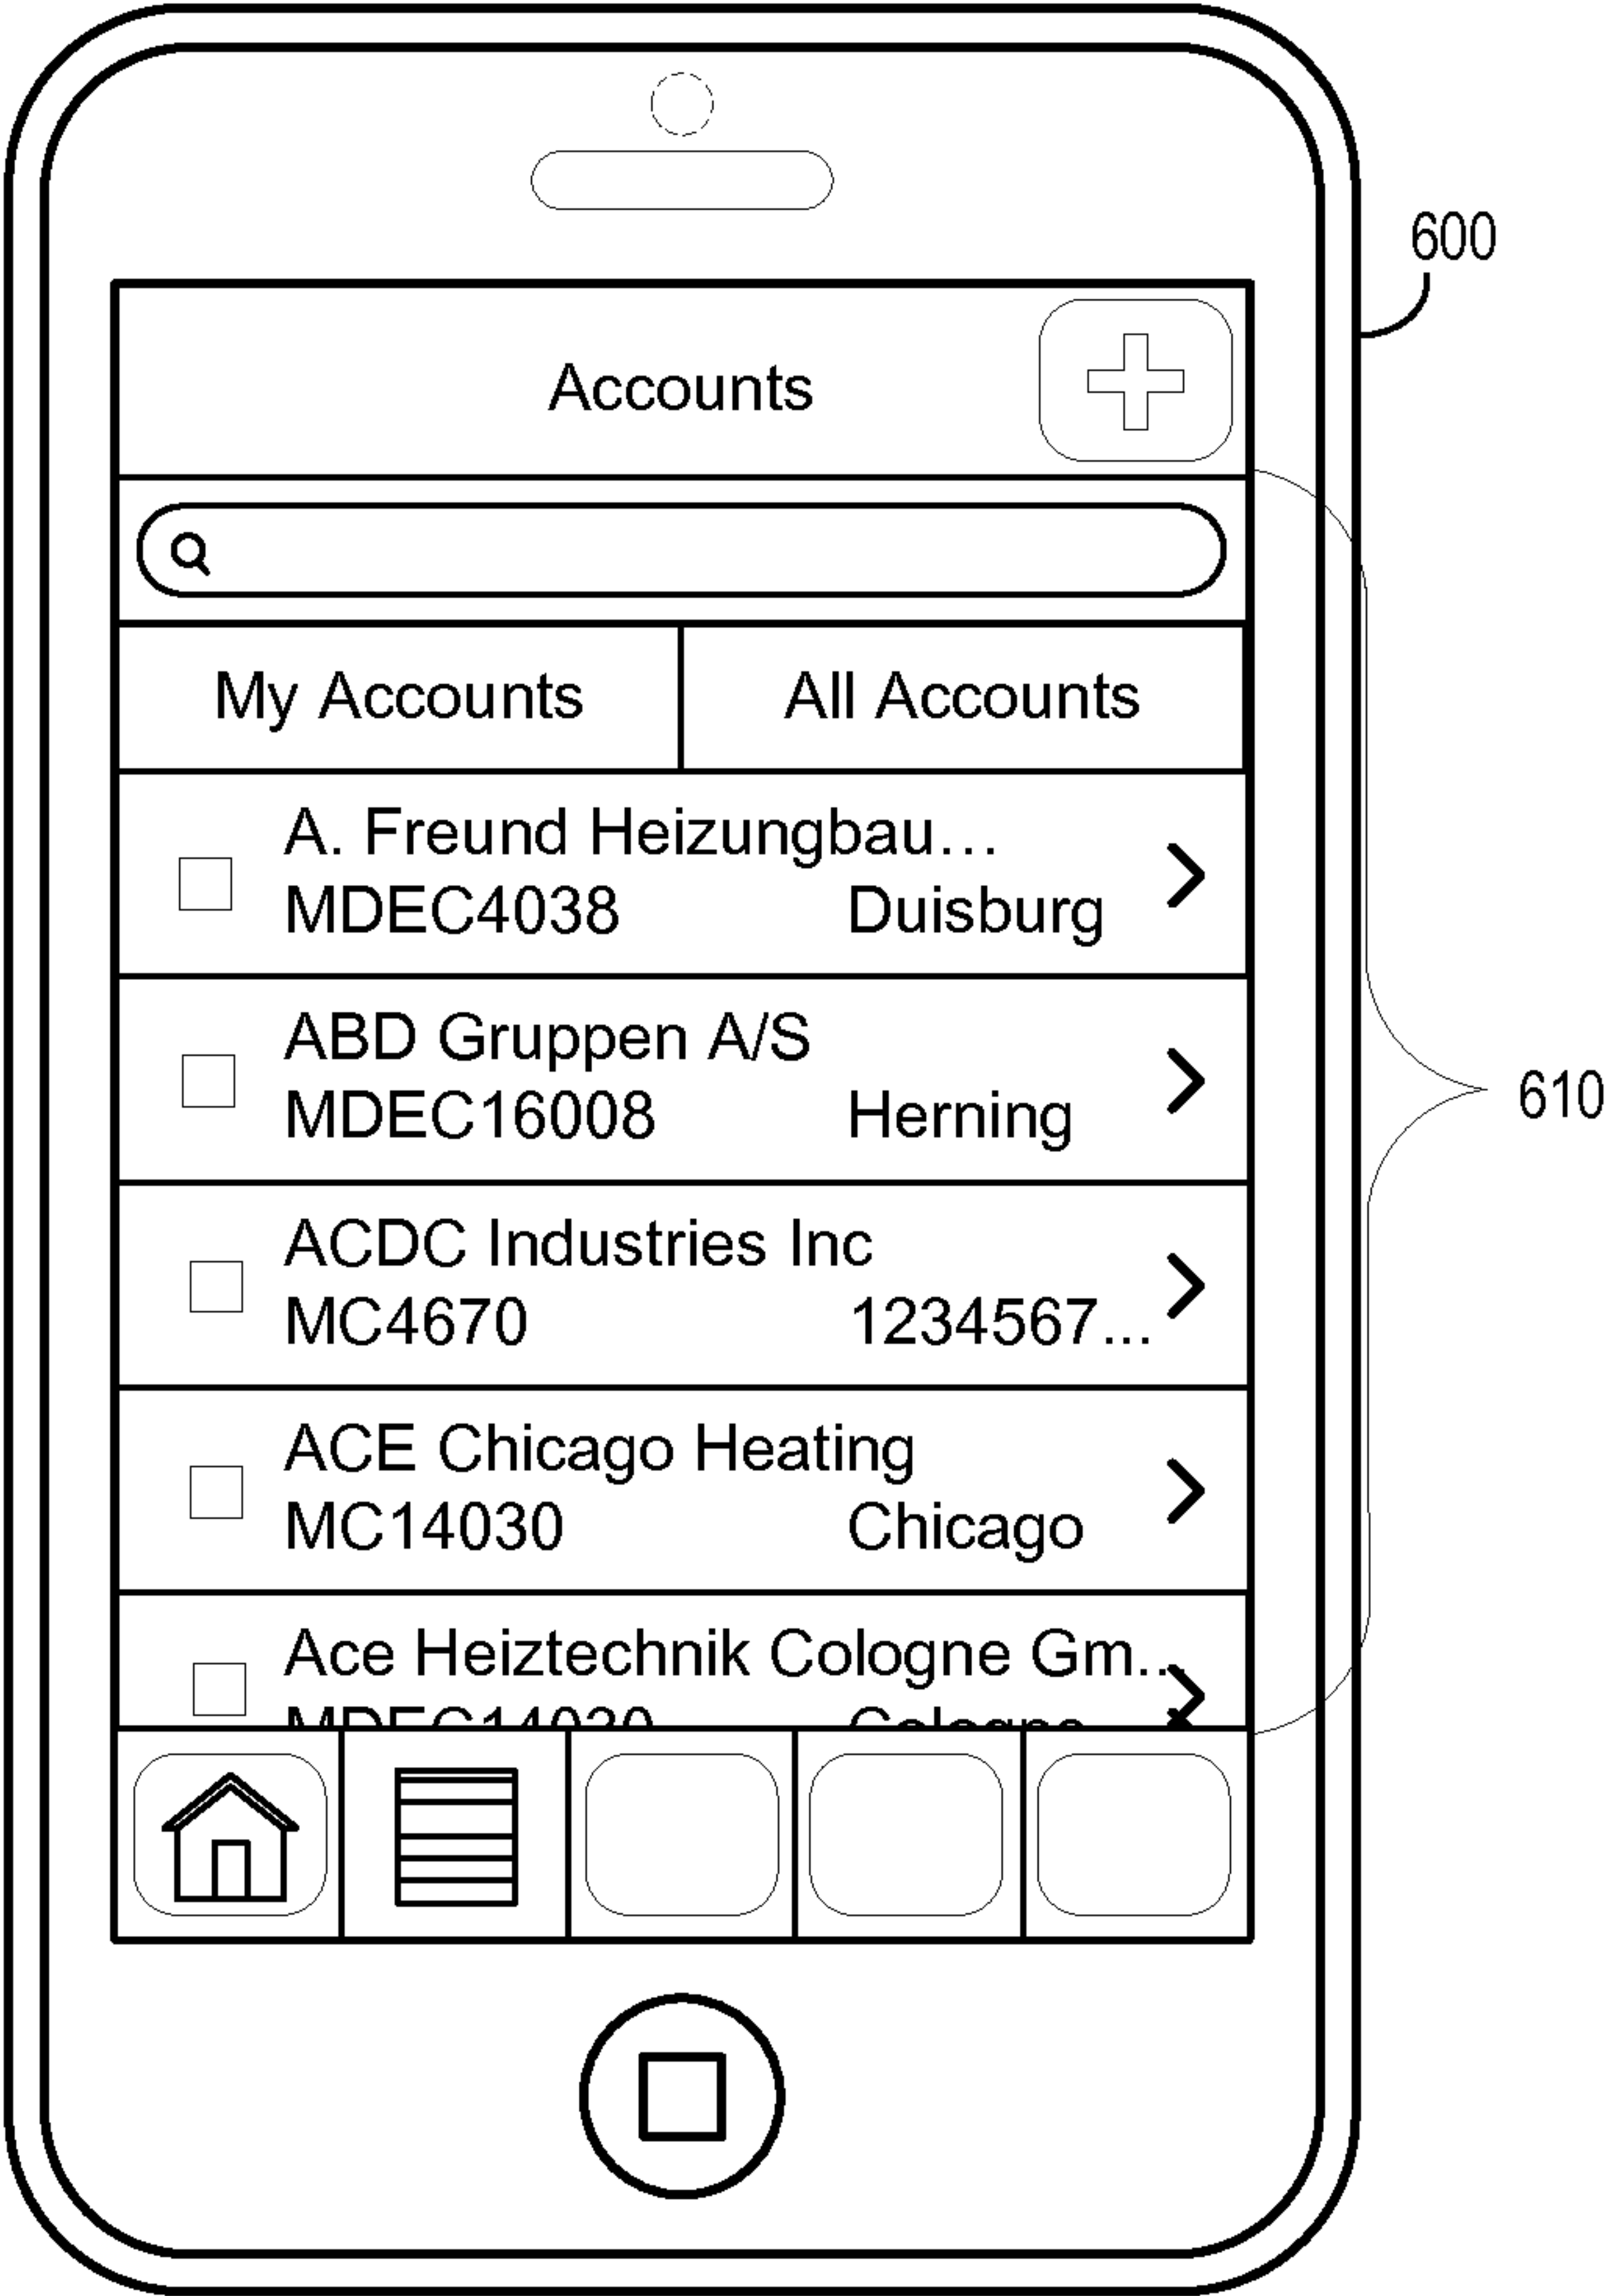 600
Accounts
My Accounts All Accounts
A. Freund Heizungbau...
MDEC4038 Duisburg
ABD Gruppen A/S
MDEC16008 Herning
610
ACDC Industries Inc
MC4670 1234567...
ACE Chicago Heating
MC14030 Chicago
Ace Heiztechnik Cologne Gm...
Cologne